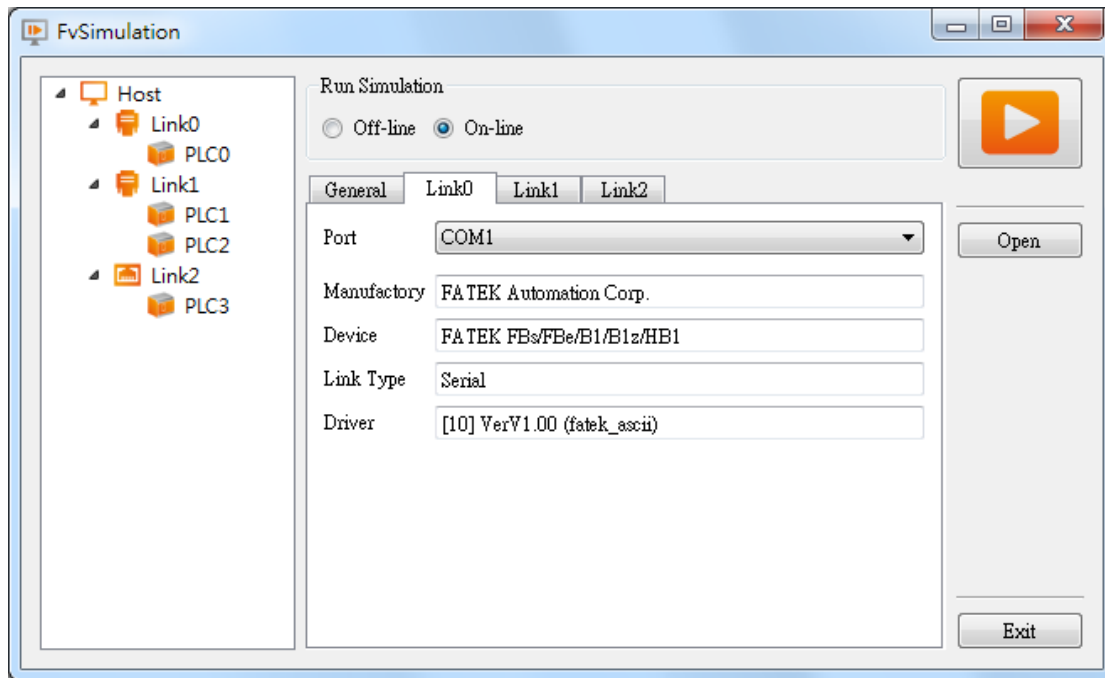 FvSimulation
Host
Link0
PLC0
Link1
PLC1
PLC2
Link2
PLC3
Run Simulation
Off-line On-line
General Link0 Link1 Link2
Port COM1
Manufactory FATEK Automation Corp.
Device FATEK FBs/FBe/B1/B1z/HB1
Link Type Serial
Driver [10] VerV1.00 (fatek_ascii)
Open
Exit